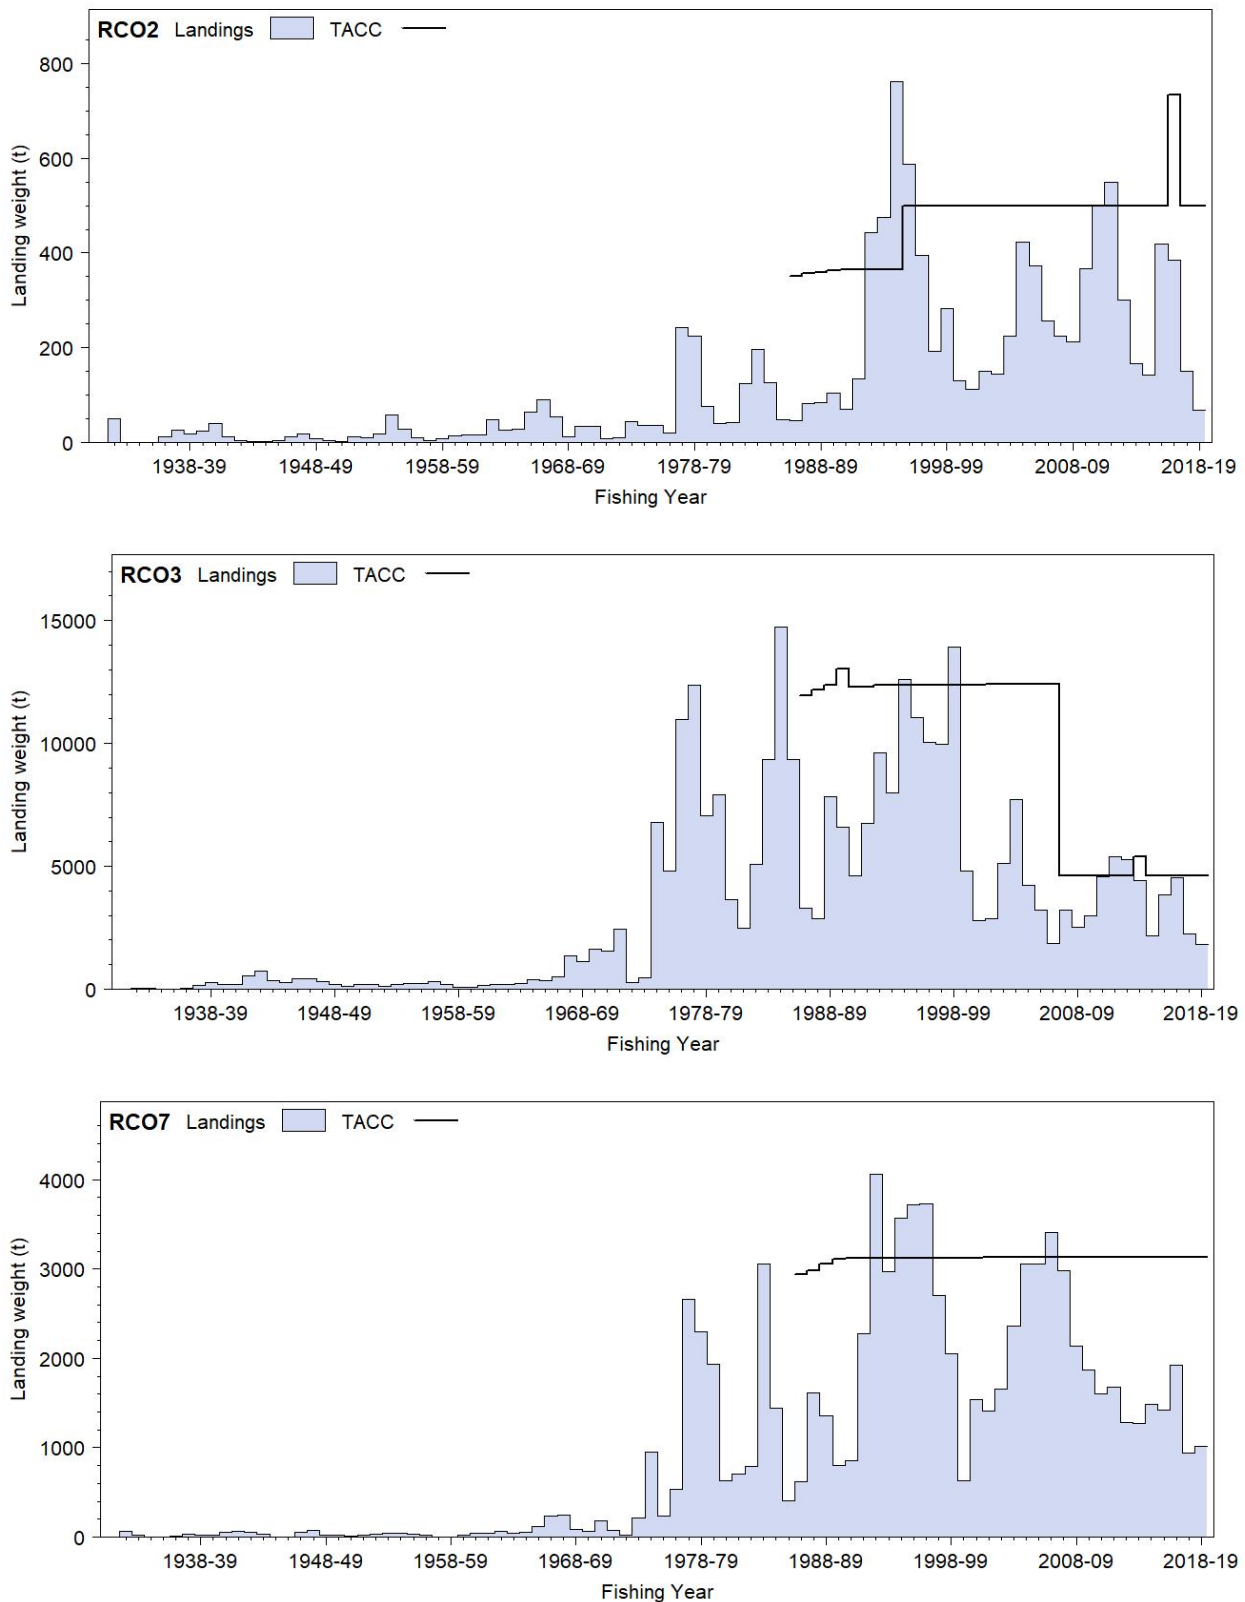 RCO2 Landings TACC
800
600
400
200
0
Landing weight (t)
1938-39 1948-49 1958-59 1968-69 1978-79 1988-89 1998-99 2008-09 2018-19
Fishing Year
RCO3 Landings TACC
15000
10000
5000
0
Landing weight (t)
1938-39 1948-49 1958-59 1968-69 1978-79 1988-89 1998-99 2008-09 2018-19
Fishing Year
RCO7 Landings TACC
4000
3000
2000
1000
0
Landing weight (t)
1938-39 1948-49 1958-59 1968-69 1978-79 1988-89 1998-99 2008-09 2018-19
Fishing Year